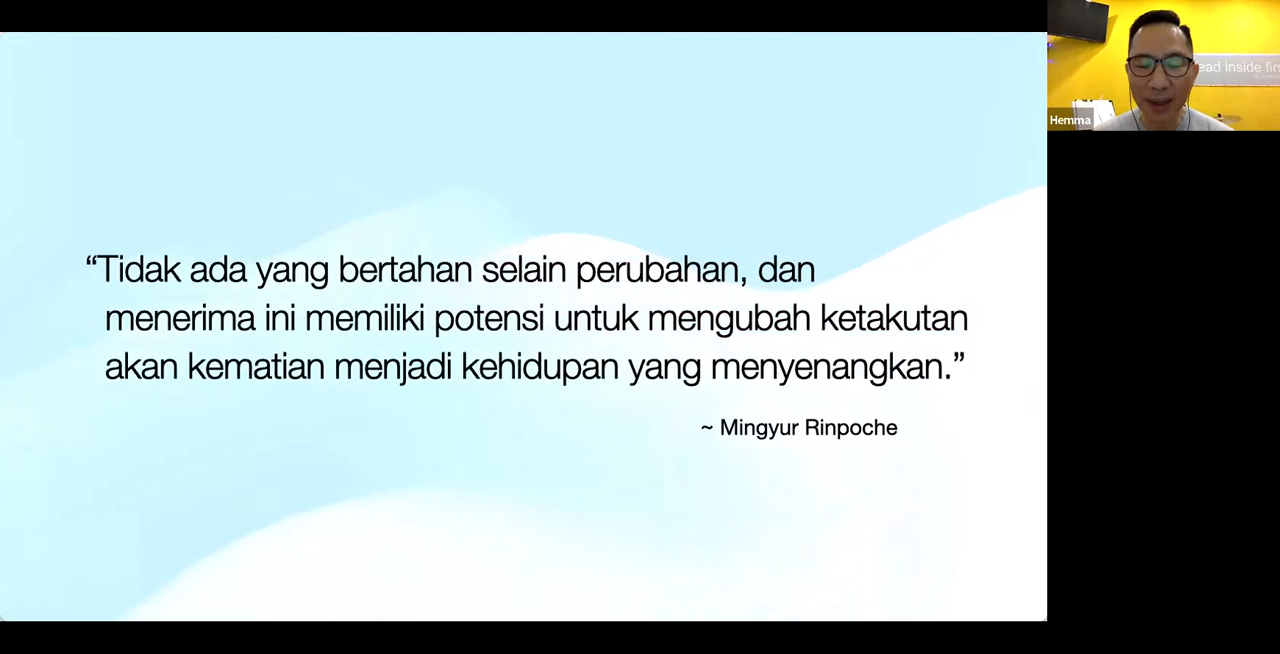 “Tidak ada yang bertahan selain perubahan, dan
menerima ini memiliki potensi untuk mengubah ketakutan
akan kematian menjadi kehidupan yang menyenangkan.”
~ Mingyur Rinpoche
Hemma
inside